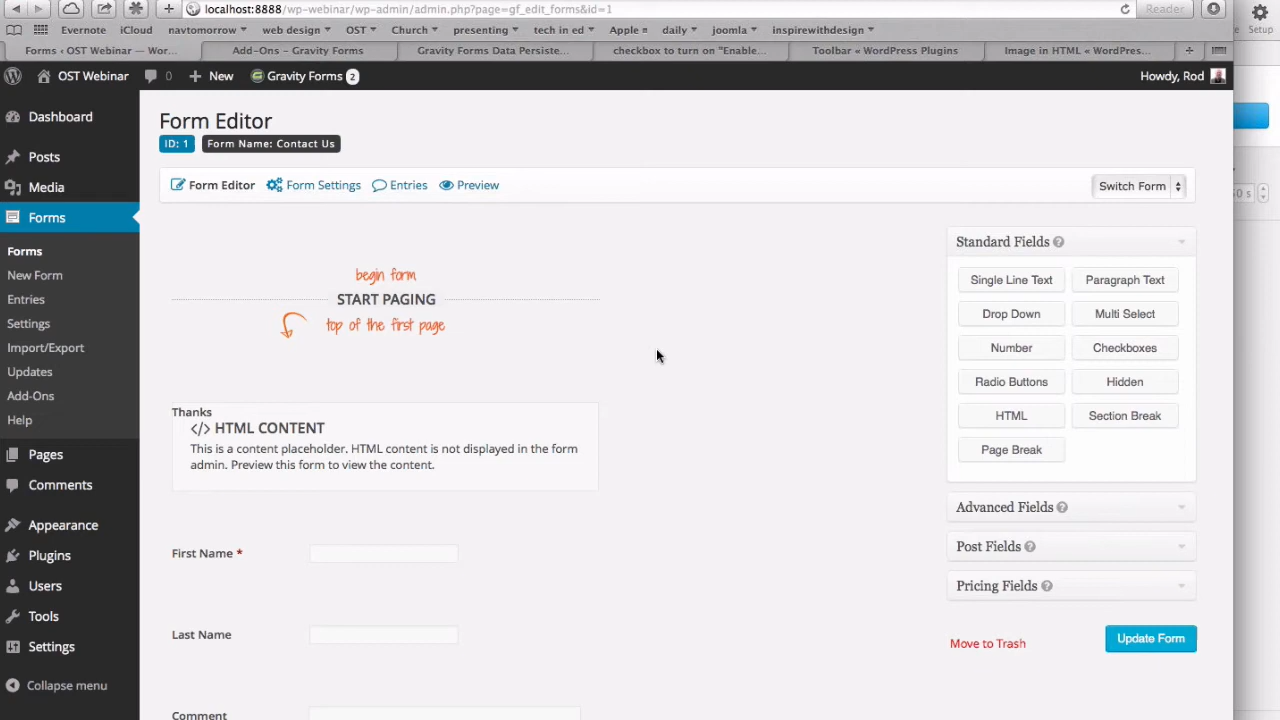 localhost:8888/wp-webinar/wp-admin/admin.php?page=gf_edit_forms&id=1
Reader
Setup
Evernote iCloud navtomorrow web design OST Church presenting tech in ed Apple daily joomla inspirewithdesign
Forms ‹ OST Webinar — Wor... Add-Ons – Gravity Forms Gravity Forms Data Persiste... checkbox to turn on "Enable... Toolbar « WordPress Plugins Image in HTML « WordPres...
OST Webinar 0 New Gravity Forms 2 Howdy, Rod
Dashboard
Posts
Media
Forms
Forms
New Form
Entries
Settings
Import/Export
Updates
Add-Ons
Help
Pages
Comments
Appearance
Plugins
Users
Tools
Settings
Collapse menu
Form Editor
ID: 1 Form Name: Contact Us
Form Editor Form Settings Entries Preview Switch Form
begin form
START PAGING
top of the first page
Thanks
</> HTML CONTENT
This is a content placeholder. HTML content is not displayed in the form
admin. Preview this form to view the content.
First Name *
Last Name
Comment
Standard Fields
Single Line Text Paragraph Text
Drop Down Multi Select
Number Checkboxes
Radio Buttons Hidden
HTML Section Break
Page Break
Advanced Fields
Post Fields
Pricing Fields
Move to Trash Update Form